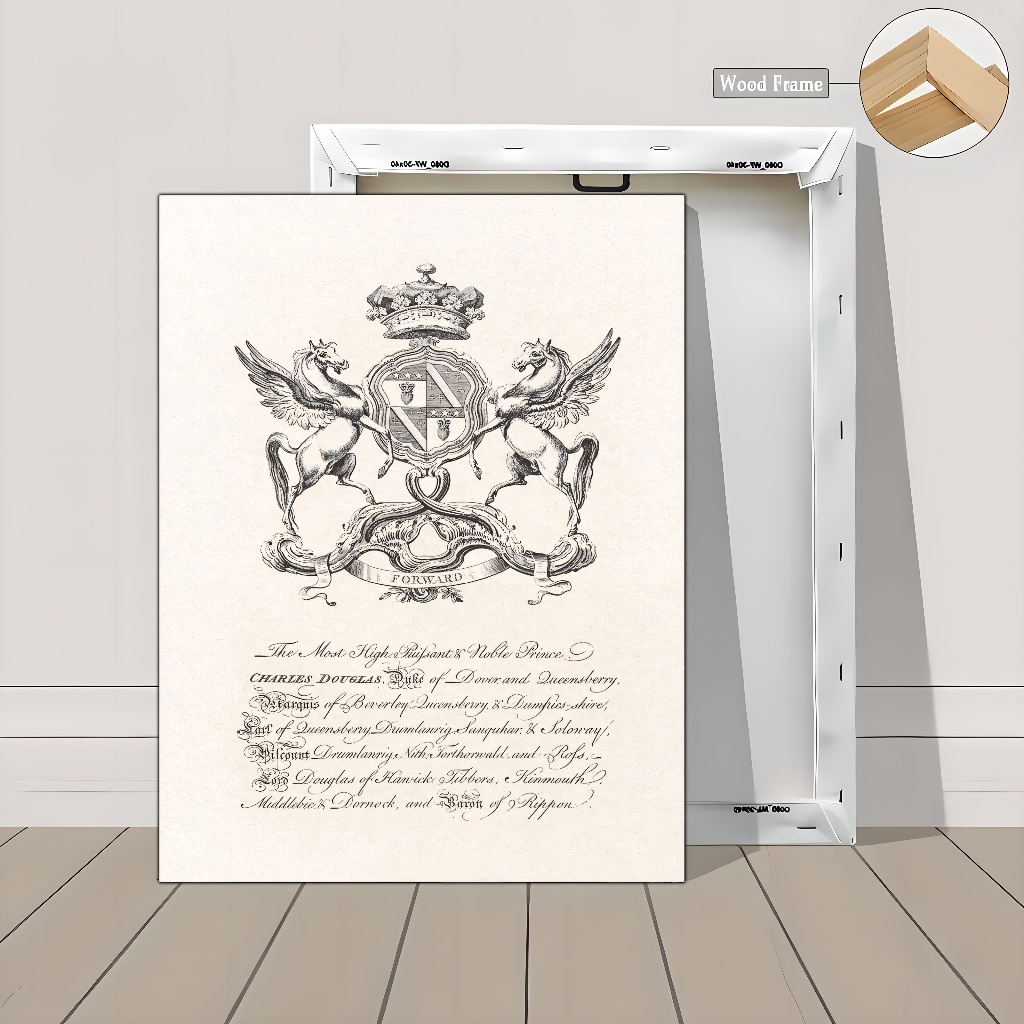 Wood Frame
FORWARD
The Most High Puissant & Noble Prince
CHARLES DOUGLAS, Duke of Dover and Queensberry,
Marquis of Beverley, Queensberry, & Dumfries-shire,
Earl of Queensberry, Drumlanrig, Sanquhar, & Soloway,
Viscount Drumlanrig, Nith, Torthorwald, and Ross,
Lord Douglas of Hawick, Tibbers, Kinmouth,
Middlebie & Dornock, and Baron of Rippon.